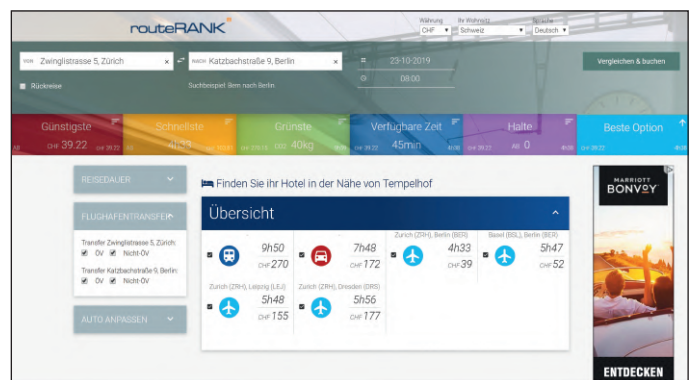 routeRANK
Währung Ihr Wohnsitz Sprache
CHF Schweiz Deutsch
VON Zwinglistrasse 5, Zürich x NACH Katzbachstraße 9, Berlin x 23-10-2019 Vergleichen & buchen
Rückreise Suchbeispiel: Bern nach Berlin 08:00
Günstigste Schnellste Grünste Verfügbare Zeit Halte Beste Option
AB CHF 39.22 4h33 CO2 40kg 45min AB 0
REISEDAUER
Finden Sie ihr Hotel in der Nähe von Tempelhof
FLUGHAFENTRANSFER
Transfer Zwinglistrasse 5, Zürich:
ÖV Nicht-ÖV
Transfer Katzbachstraße 9, Berlin:
ÖV Nicht-ÖV
AUTO ANPASSEN
Übersicht
Zurich (ZRH), Berlin (BER) Basel (BSL), Berlin (BER)
9h50 7h48 4h33 5h47
CHF 270 CHF 172 CHF 39 CHF 52
Zurich (ZRH), Leipzig (LEJ) Zurich (ZRH), Dresden (DRS)
5h48 5h56
CHF 155 CHF 177
MARRIOTT
BONVOY
ENTDECKEN